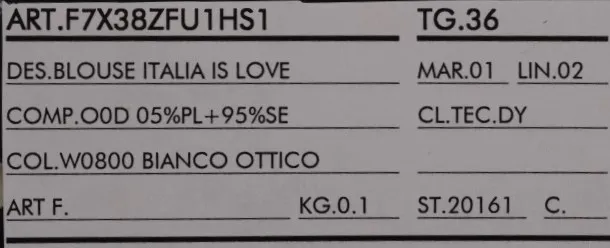 ART.F7X38ZFU1HS1 TG.36
DES.BLOUSE ITALIA IS LOVE MAR.01 LIN.02
COMP.O0D 05%PL+95%SE CL.TEC.DY
COL.W0800 BIANCO OTTICO
ART F. KG.0.1 ST.20161 C.